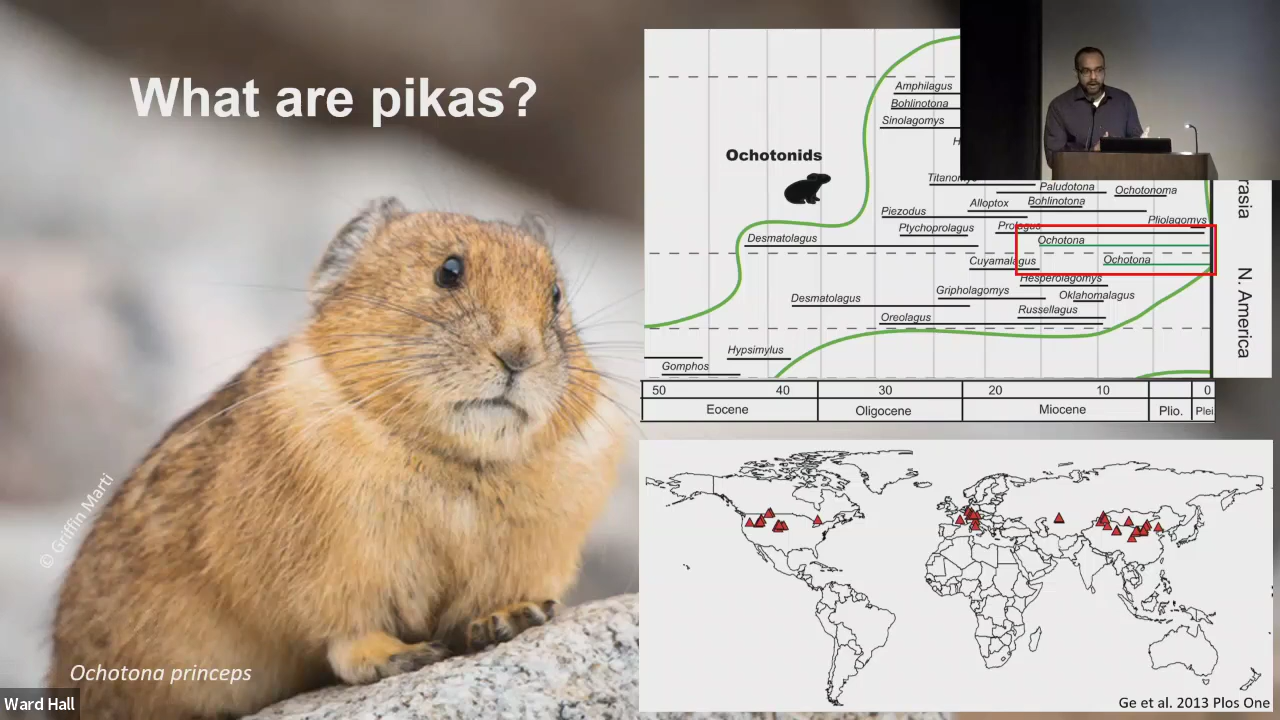 What are pikas?
© Griffin Marti
Ochotona princeps
Ward Hall
Ochotonids
Amphilagus
Bohlinotona
Sinolagomys
H
Paludotona
Ochotonoma
Alloptox
Bohlinotona
Piezodus
Pliolagomys
Ptychoprolagus
Prolagus
Desmatolagus
Ochotona
Cuyamalagus
Ochotona
Hesperolagomys
Gripholagomys
Oklahomalagus
Desmatolagus
Russellagus
Oreolagus
Hypsimylus
Gomphos
rasia
N. America
50 40 30 20 10 0
Eocene Oligocene Miocene Plio. Plei
Ge et al. 2013 Plos One